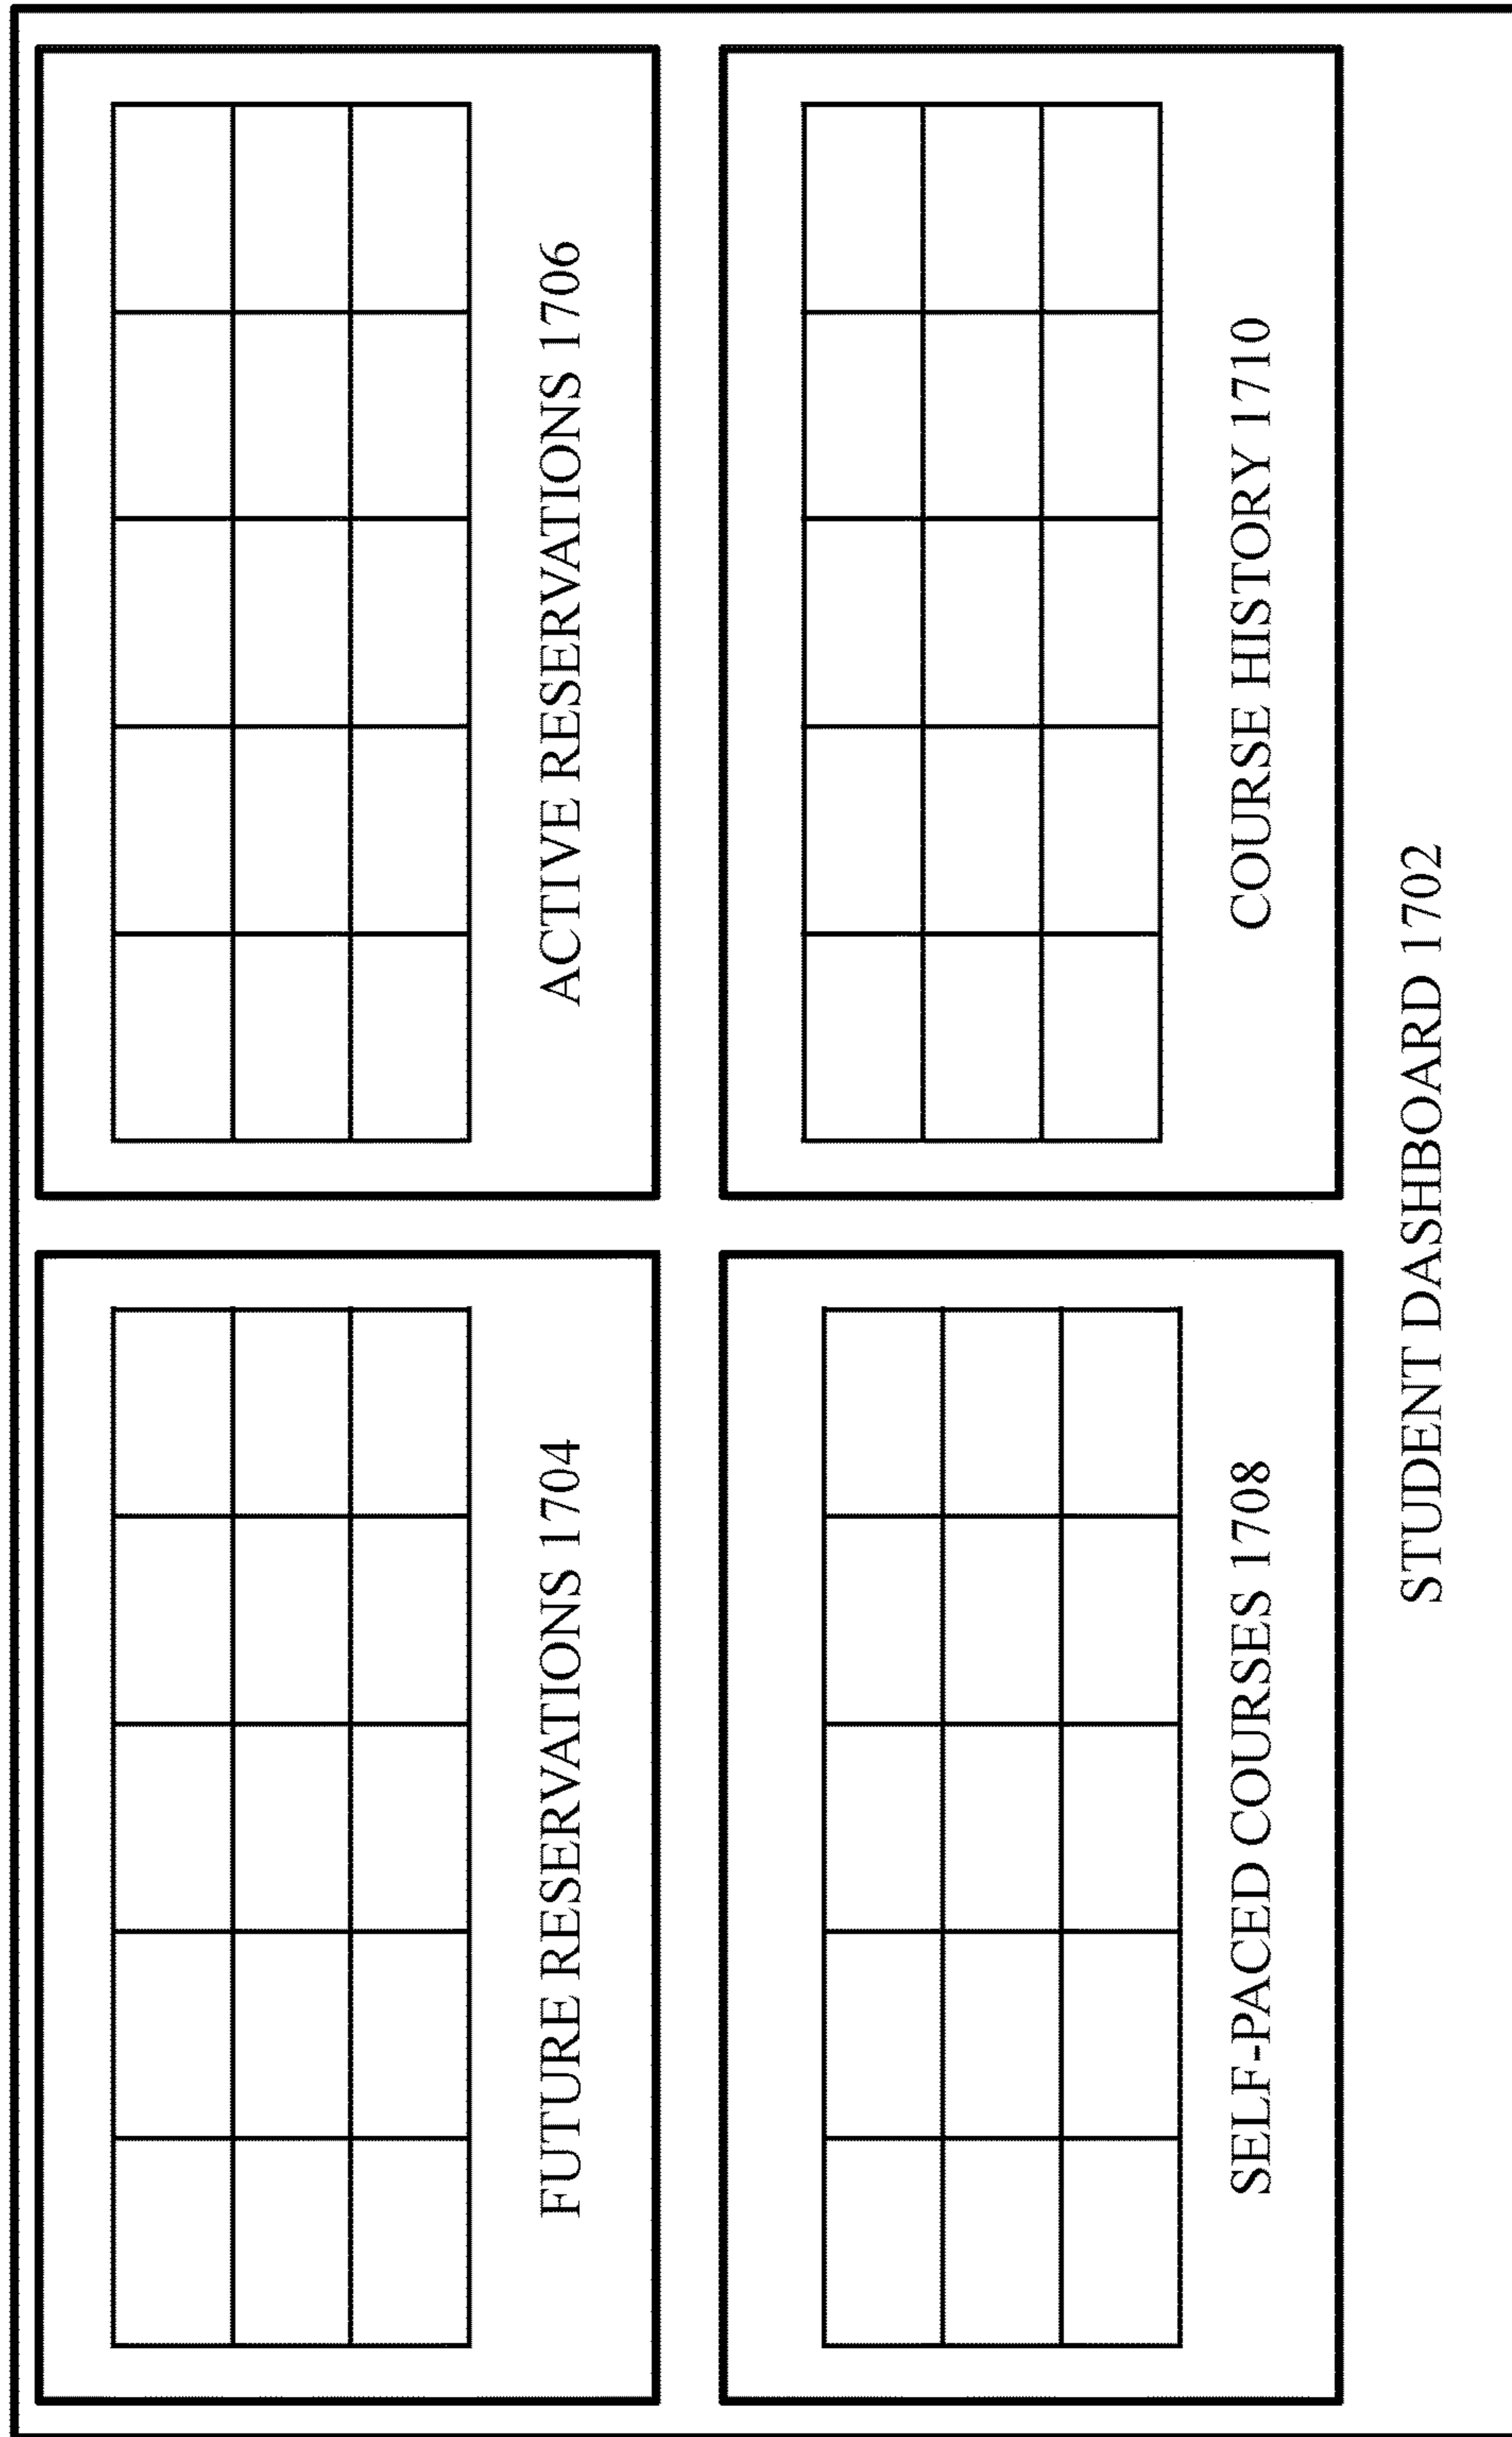 FUTURE RESERVATIONS 1704
ACTIVE RESERVATIONS 1706
SELF-PACED COURSES 1708
COURSE HISTORY 1710
STUDENT DASHBOARD 1702